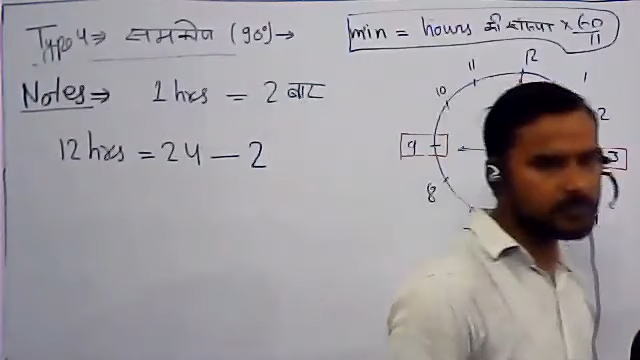 Type 4 ⇒ समकोण (90°) →
min = hours की संख्या × 60/11
Notes ⇒ 1 hrs = 2 बार
12 hrs = 24 — 2
12
11
1
10
2
9
3
8